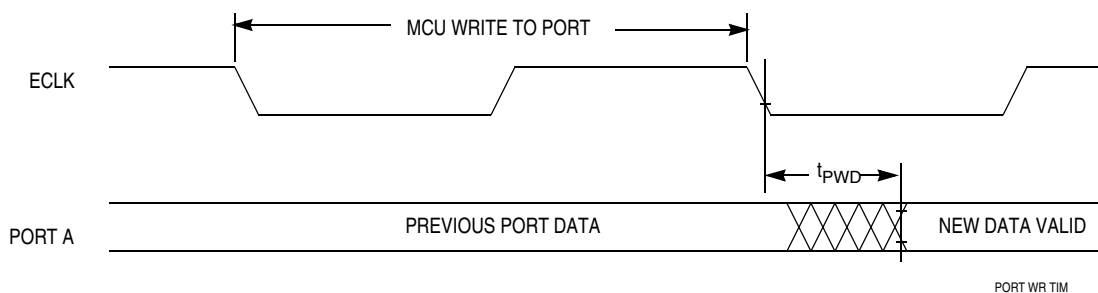 MCU WRITE TO PORT
ECLK
tPWD
PORT A
PREVIOUS PORT DATA
NEW DATA VALID
PORT WR TIM